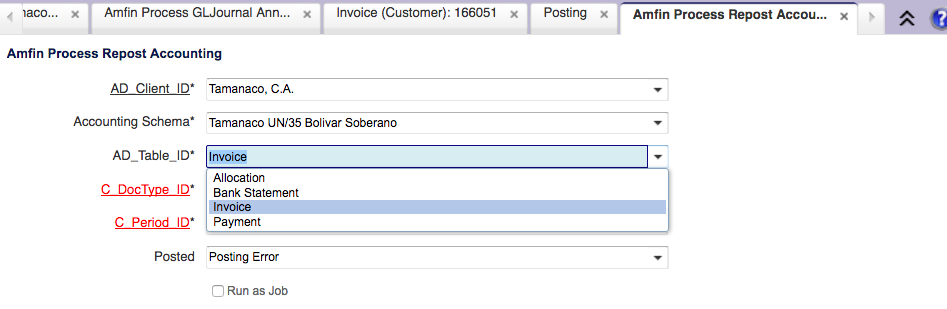 naco... × Amfin Process GLJournal Ann... × Invoice (Customer): 166051 × Posting × Amfin Process Repost Accou... × ?
Amfin Process Repost Accounting
AD_Client_ID* Tamanaco, C.A.
Accounting Schema* Tamanaco UN/35 Bolivar Soberano
AD_Table_ID* Invoice
Allocation
C_DocType_ID* Bank Statement
Invoice
C_Period_ID* Payment
Posted Posting Error
Run as Job